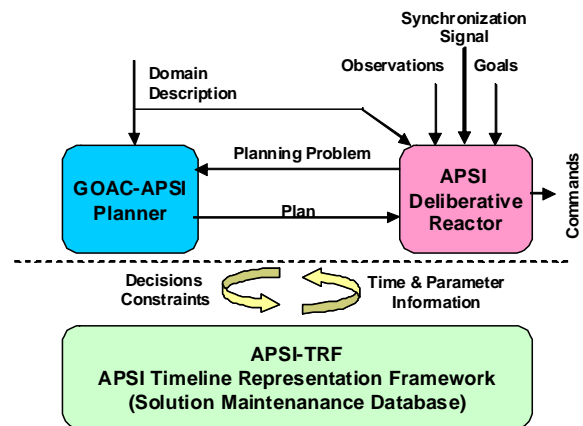 Synchronization
Signal
Observations
Goals
Domain
Description
Planning Problem
GOAC-APSI
Planner
APSI
Deliberative
Reactor
Plan
Commands
Decisions
Constraints
Time & Parameter
Information
APSI-TRF
APSI Timeline Representation Framework
(Solution Maintenanance Database)